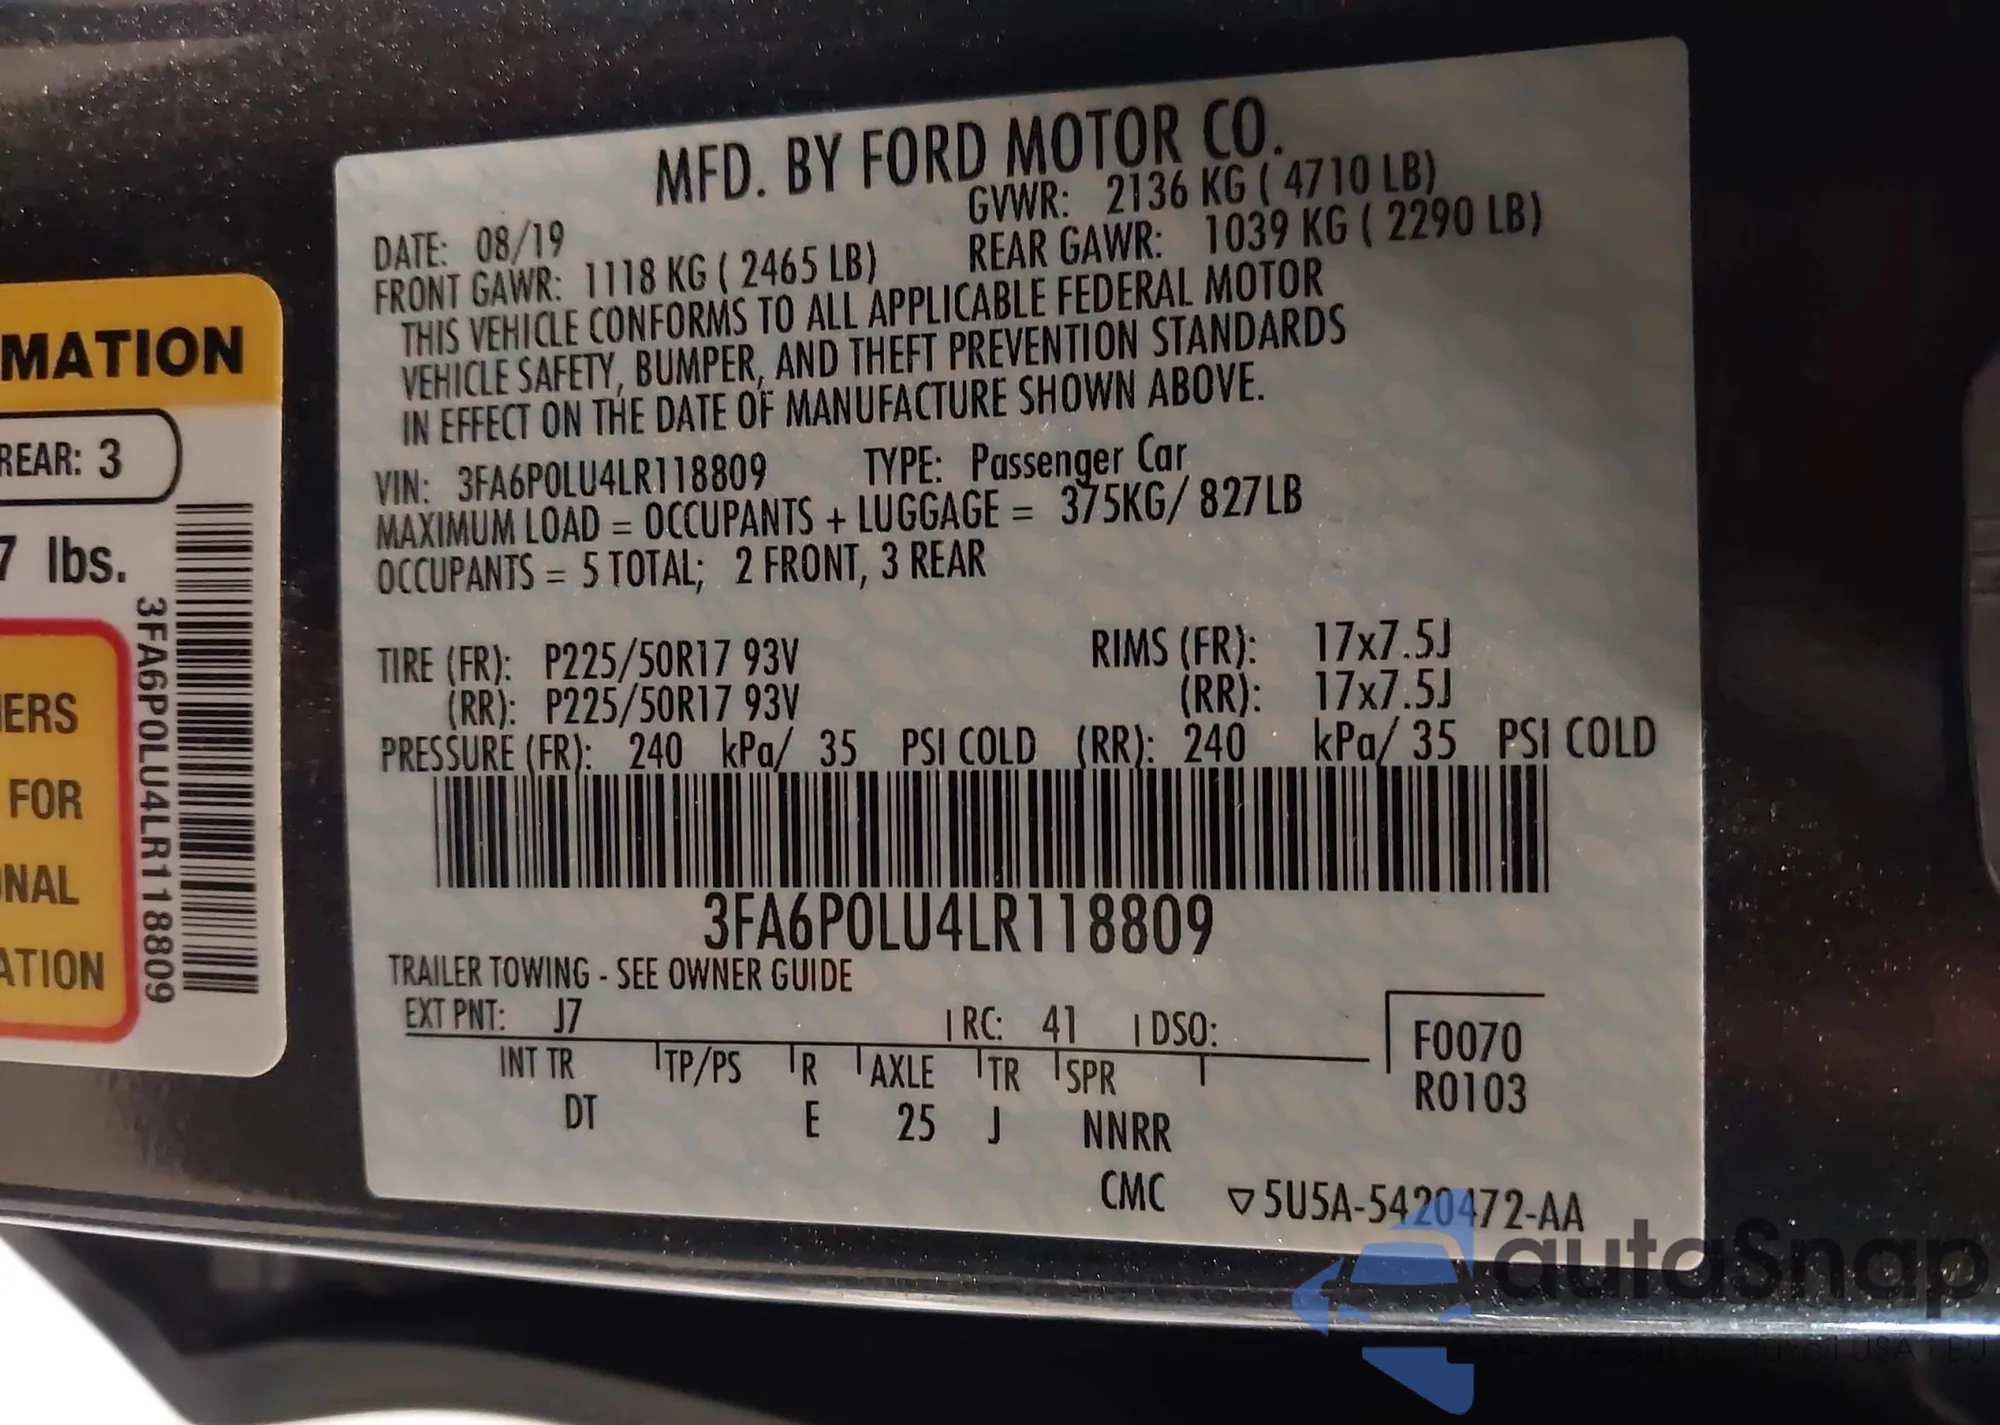 MATION
REAR: 3
7 lbs.
3FA6P0LU4LR118809
FOR
ATION
MFD. BY FORD MOTOR CO.
DATE: 08/19 GVWR: 2136 KG ( 4710 LB)
FRONT GAWR: 1118 KG ( 2465 LB) REAR GAWR: 1039 KG ( 2290 LB)
THIS VEHICLE CONFORMS TO ALL APPLICABLE FEDERAL MOTOR
VEHICLE SAFETY, BUMPER, AND THEFT PREVENTION STANDARDS
IN EFFECT ON THE DATE OF MANUFACTURE SHOWN ABOVE.
VIN: 3FA6P0LU4LR118809 TYPE: Passenger Car
MAXIMUM LOAD = OCCUPANTS + LUGGAGE = 375KG/ 827LB
OCCUPANTS = 5 TOTAL; 2 FRONT, 3 REAR
TIRE (FR): P225/50R17 93V RIMS (FR): 17x7.5J
(RR): P225/50R17 93V (RR): 17x7.5J
PRESSURE (FR): 240 kPa/ 35 PSI COLD (RR): 240 kPa/ 35 PSI COLD
3FA6P0LU4LR118809
TRAILER TOWING - SEE OWNER GUIDE
EXT PNT: J7 RC: 41 DSO: F0070
INT TR TP/PS R AXLE TR SPR R0103
DT E 25 J NNRR
CMC 5U5A-5420472-AA
autaSnap